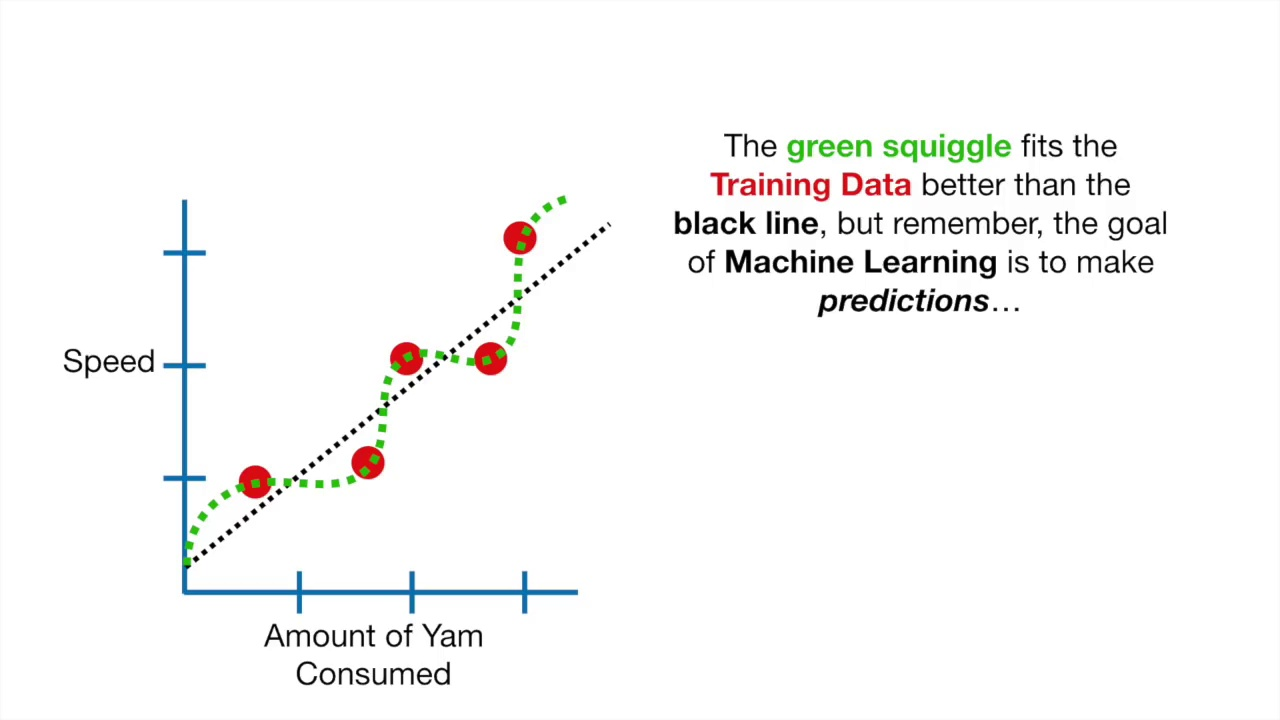 The green squiggle fits the
Training Data better than the
black line, but remember, the goal
of Machine Learning is to make
predictions…
Speed
Amount of Yam
Consumed